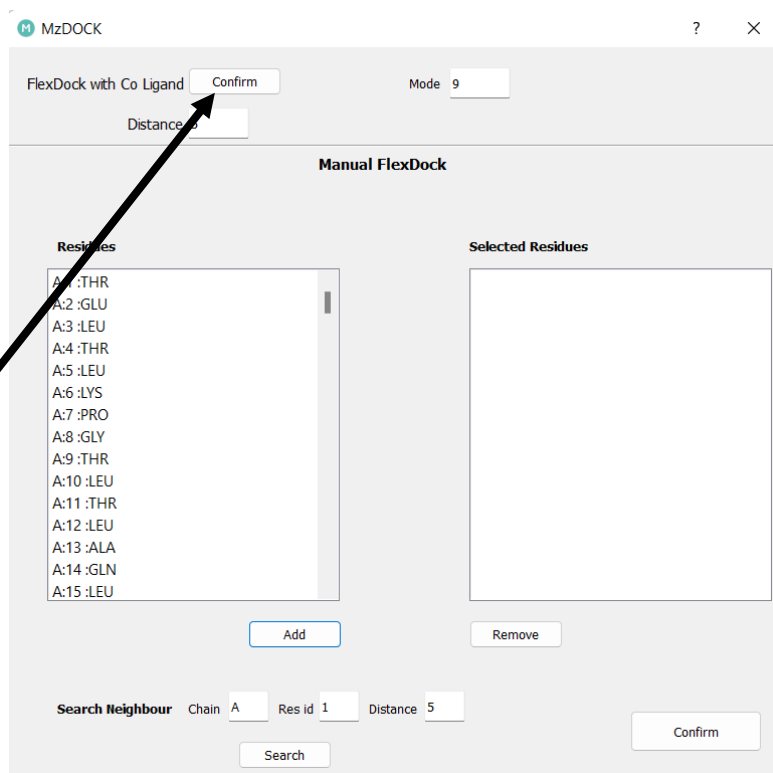 M MzDOCK ? ×
FlexDock with Co Ligand Confirm Mode 9
Distance
Manual FlexDock
Residues Selected Residues
A:1 :THR
A:2 :GLU
A:3 :LEU
A:4 :THR
A:5 :LEU
A:6 :LYS
A:7 :PRO
A:8 :GLY
A:9 :THR
A:10 :LEU
A:11 :THR
A:12 :LEU
A:13 :ALA
A:14 :GLN
A:15 :LEU
Add Remove
Search Neighbour Chain A Res id 1 Distance 5
Confirm
Search